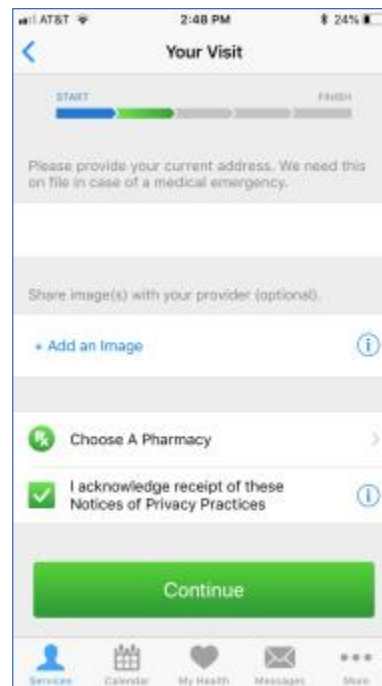 AT&T 2:48 PM 24%
Your Visit
START FINISH
Please provide your current address. We need this
on file in case of a medical emergency.
Share image(s) with your provider (optional).
+ Add an Image
Rx Choose A Pharmacy
I acknowledge receipt of these
Notices of Privacy Practices
Continue
Services Calendar My Health Messages More